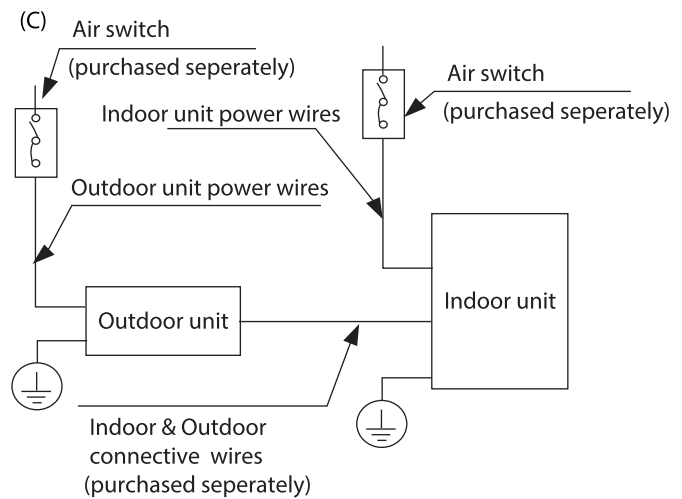 (C)
Air switch
(purchased seperately)
Air switch
(purchased seperately)
Indoor unit power wires
Outdoor unit power wires
Outdoor unit
Indoor unit
Indoor & Outdoor
connective wires
(purchased seperately)